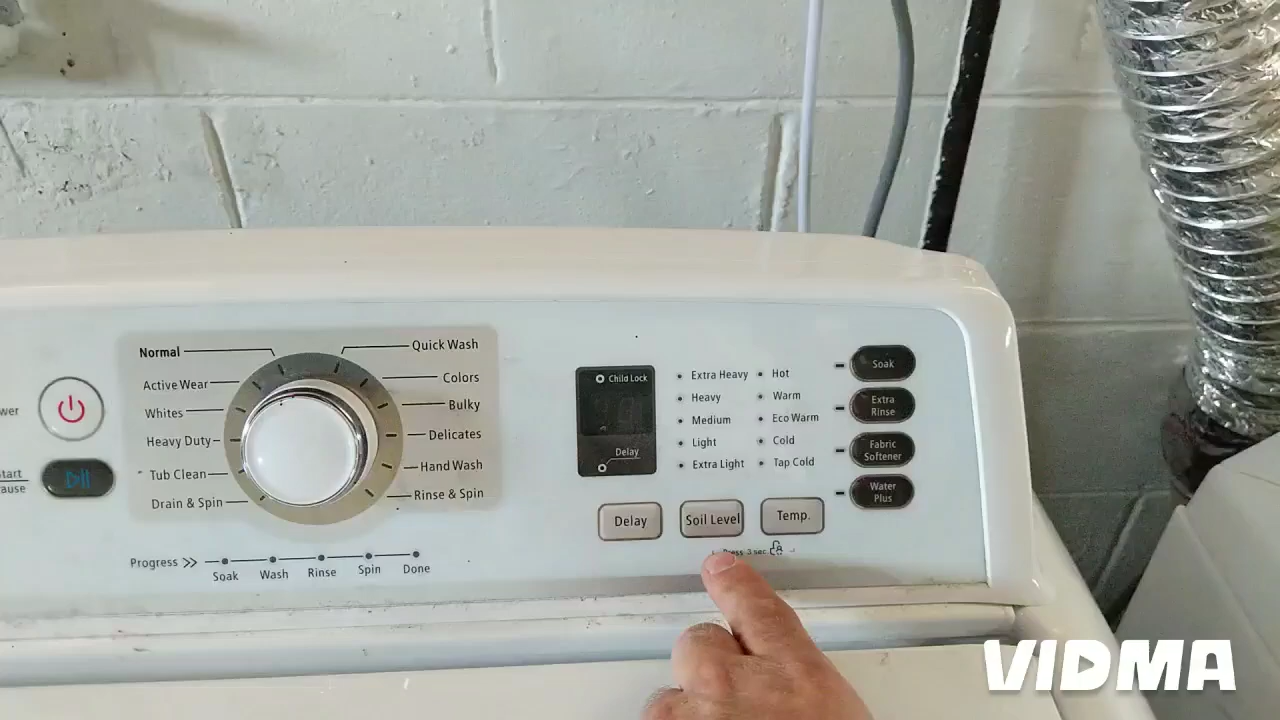 wer
tart
ause
Normal
Active Wear
Whites
Heavy Duty
Tub Clean
Drain & Spin
Quick Wash
Colors
Bulky
Delicates
Hand Wash
Rinse & Spin
Progress >>
Soak
Wash
Rinse
Spin
Done
Child Lock
Delay
Extra Heavy
Heavy
Medium
Light
Extra Light
Hot
Warm
Eco Warm
Cold
Tap Cold
Delay
Soil Level
Temp.
Press 3 sec
Soak
Extra
Rinse
Fabric
Softener
Water
Plus
VIDMA